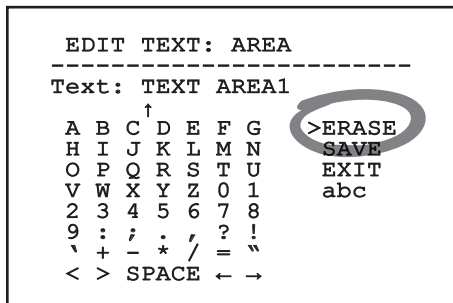 EDIT TEXT: AREA
------------------------
Text: TEXT AREA1
↑
A B C D E F G >ERASE
H I J K L M N SAVE
O P Q R S T U EXIT
V W X Y Z 0 1 abc
2 3 4 5 6 7 8
9 : ; . , ? !
‵ + - * / = ‶
< > SPACE ← →